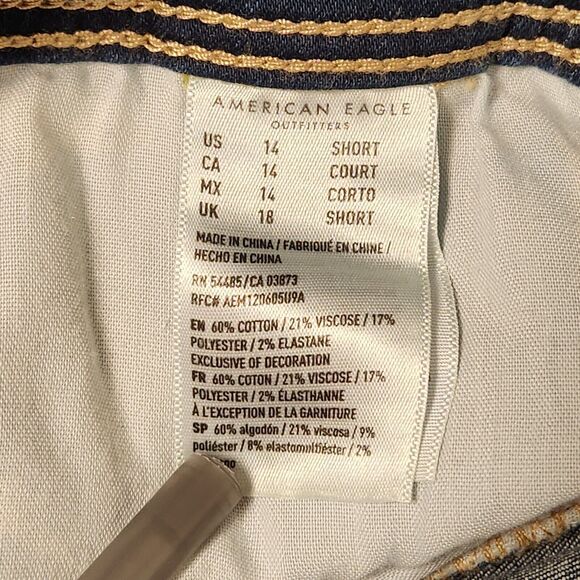 AMERICAN EAGLE
OUTFITTERS
US 14 SHORT
CA 14 COURT
MX 14 CORTO
UK 18 SHORT
MADE IN CHINA / FABRIQUÉ EN CHINE /
HECHO EN CHINA
RN 54485/CA 03873
RFC# AEM120605U9A
EN 60% COTTON / 21% VISCOSE / 17%
POLYESTER / 2% ELASTANE
EXCLUSIVE OF DECORATION
FR 60% COTON / 21% VISCOSE / 17%
POLYESTER / 2% ÉLASTHANNE
À L'EXCEPTION DE LA GARNITURE
SP 60% algodón / 21% viscosa / 9%
poliéster / 8% elastomultiéster / 2%